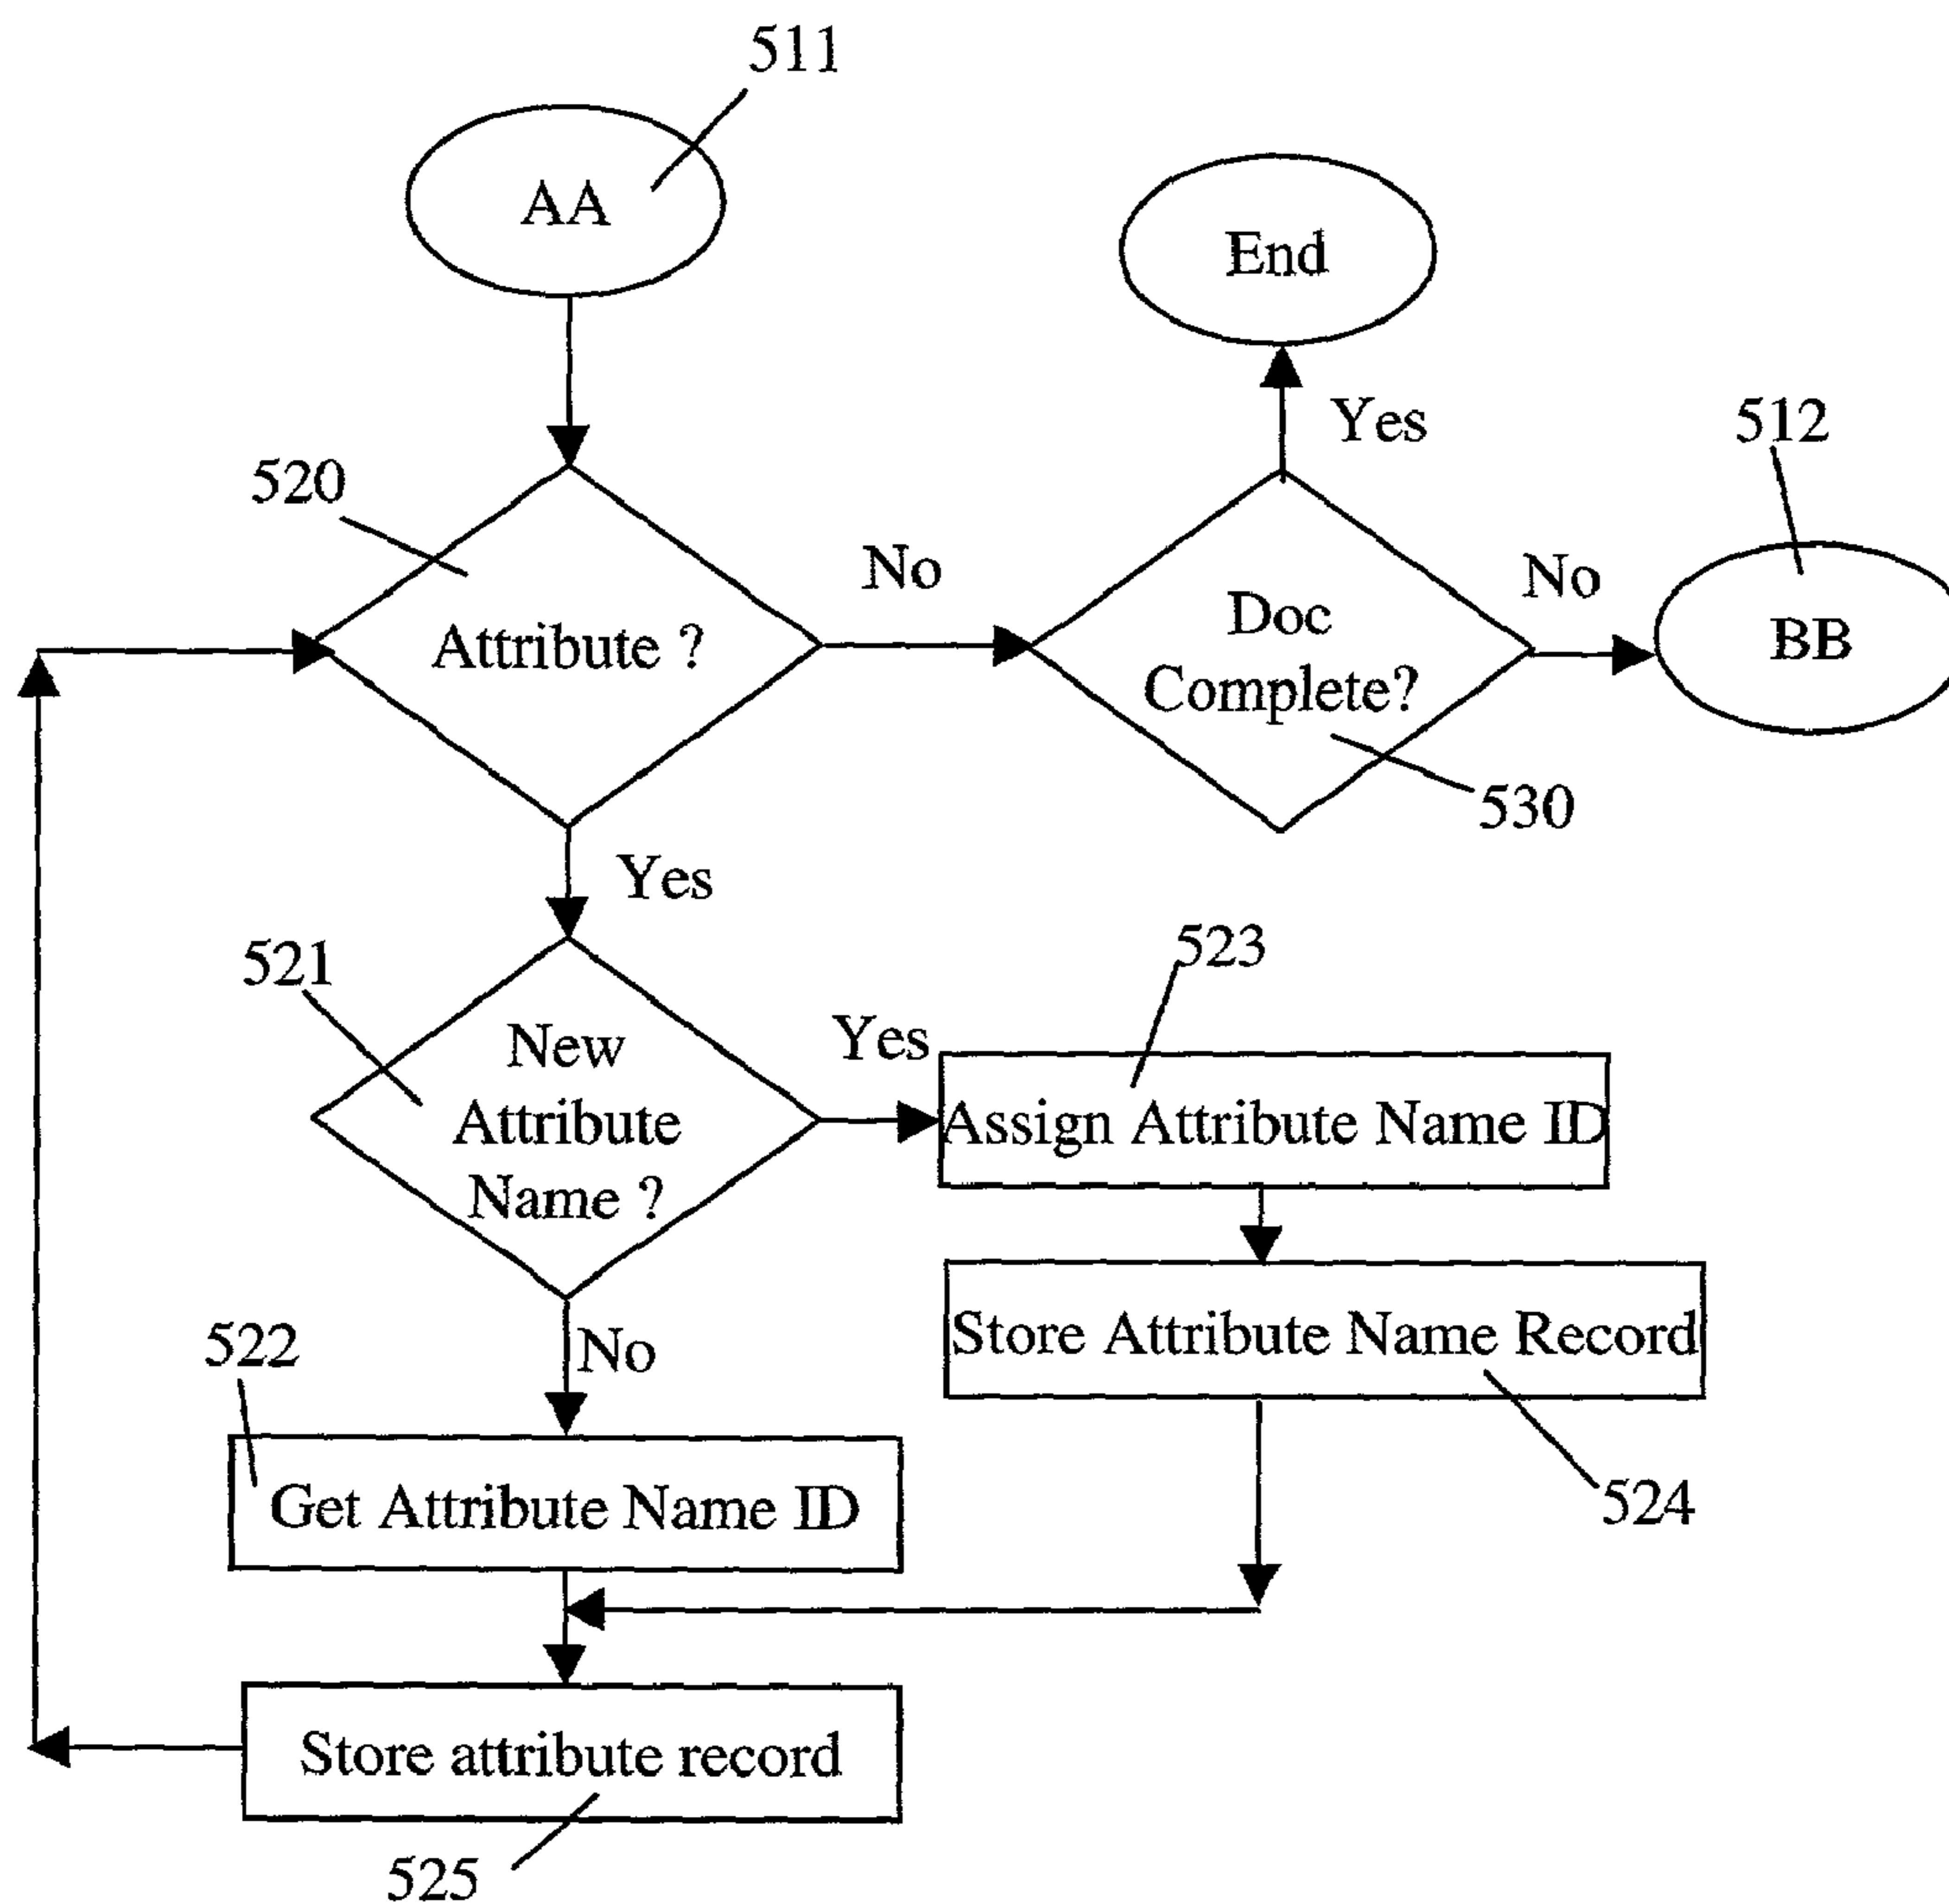 511
AA
End
Yes
512
520
No
No
Attribute ?
Doc
Complete?
BB
530
Yes
521
523
New
Attribute
Name ?
Yes
Assign Attribute Name ID
Store Attribute Name Record
522
No
524
Get Attribute Name ID
Store attribute record
525